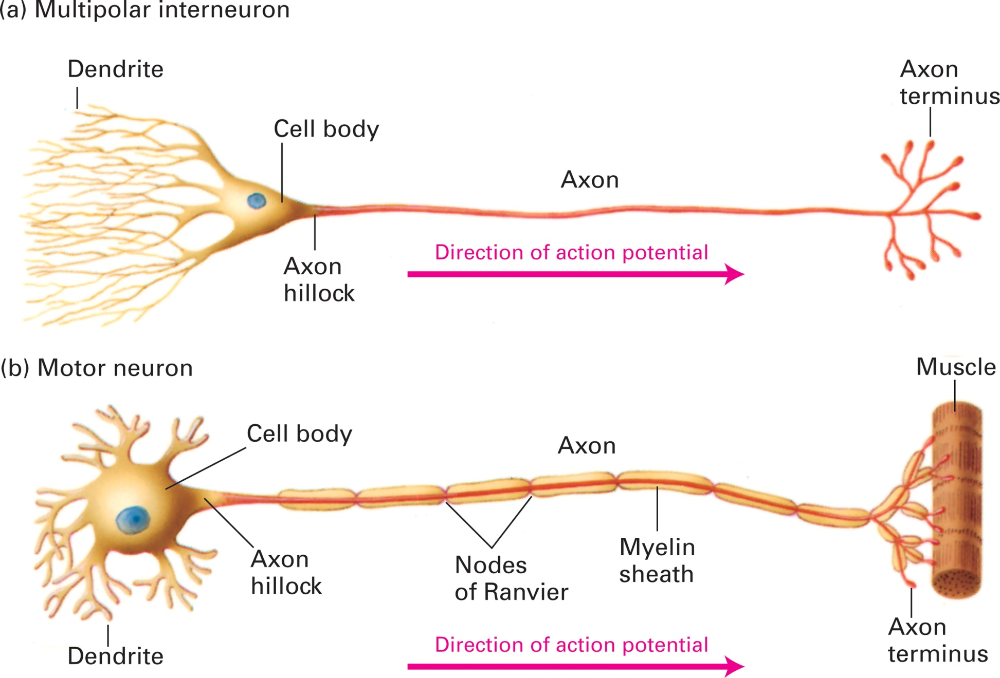 (a) Multipolar interneuron
Dendrite
Axon
terminus
Cell body
Axon
Direction of action potential
Axon
hillock
(b) Motor neuron
Muscle
Cell body
Axon
Axon
hillock
Nodes
of Ranvier
Myelin
sheath
Dendrite
Direction of action potential
Axon
terminus